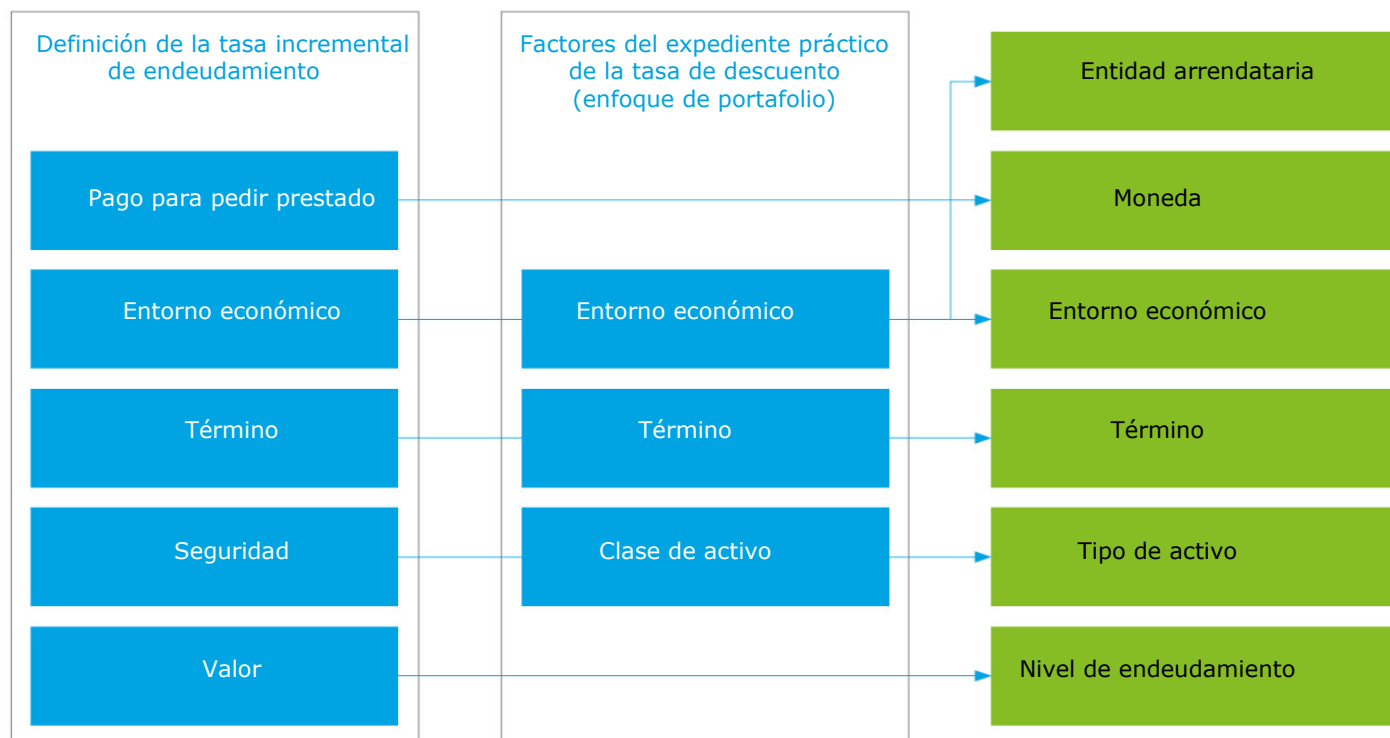 Definición de la tasa incremental
de endeudamiento
Factores del expediente práctico
de la tasa de descuento
(enfoque de portafolio)
Entidad arrendataria
Pago para pedir prestado
Moneda
Entorno económico
Entorno económico
Entorno económico
Término
Término
Término
Seguridad
Clase de activo
Tipo de activo
Valor
Nivel de endeudamiento